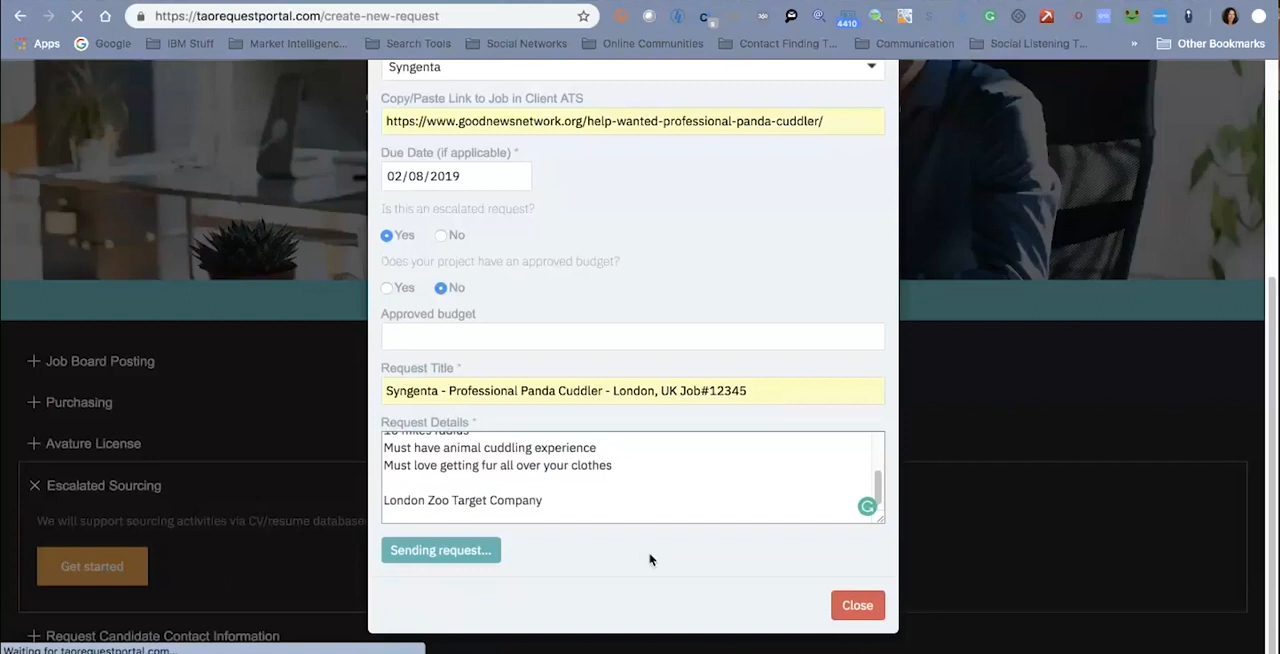 https://taorequestportal.com/create-new-request
4410
Apps
Google
IBM Stuff
Market Intelligenc...
Search Tools
Social Networks
Online Communities
Contact Finding T...
Communication
Social Listening T...
»
Other Bookmarks
Syngenta
Copy/Paste Link to Job in Client ATS
https://www.goodnewsnetwork.org/help-wanted-professional-panda-cuddler/
Due Date (if applicable) *
02/08/2019
Is this an escalated request?
Yes No
Does your project have an approved budget?
Yes No
Approved budget
Request Title *
Syngenta - Professional Panda Cuddler - London, UK Job#12345
Request Details *
10 miles radius
Must have animal cuddling experience
Must love getting fur all over your clothes
London Zoo Target Company
Sending request...
Close
Job Board Posting
Purchasing
Avature License
Escalated Sourcing
We will support sourcing activities via CV/resume database
Get started
Request Candidate Contact Information
Waiting for taorequestportal.com...